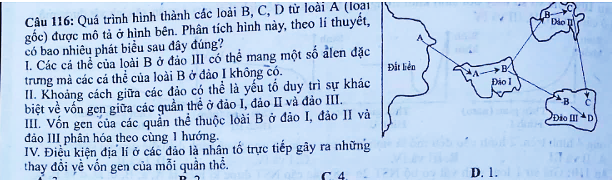 Câu 116: Quá trình hình thành các loài B, C, D từ loài A (loài
gốc) được mô tả ở hình bên. Phân tích hình này, theo lí thuyết,
có bao nhiêu phát biểu sau đây đúng?
I. Các cá thể của loài B ở đảo III có thể mang một số alen đặc
trưng mà các cá thể của loài B ở đảo I không có.
II. Khoảng cách giữa các đảo có thể là yếu tố duy trì sự khác
biệt về vốn gen giữa các quần thể ở đảo I, đảo II và đảo III.
III. Vốn gen của các quần thể thuộc loài B ở đảo I, đảo II và
đảo III phân hóa theo cùng 1 hướng.
IV. Điều kiện địa lí ở các đảo là nhân tố trực tiếp gây ra những
thay đổi về vốn gen của mỗi quần thể.
C. 4.
D. 1.
A
Đất liền
A
B
Đảo I
B
C
Đảo II
B
C
Đảo III
D